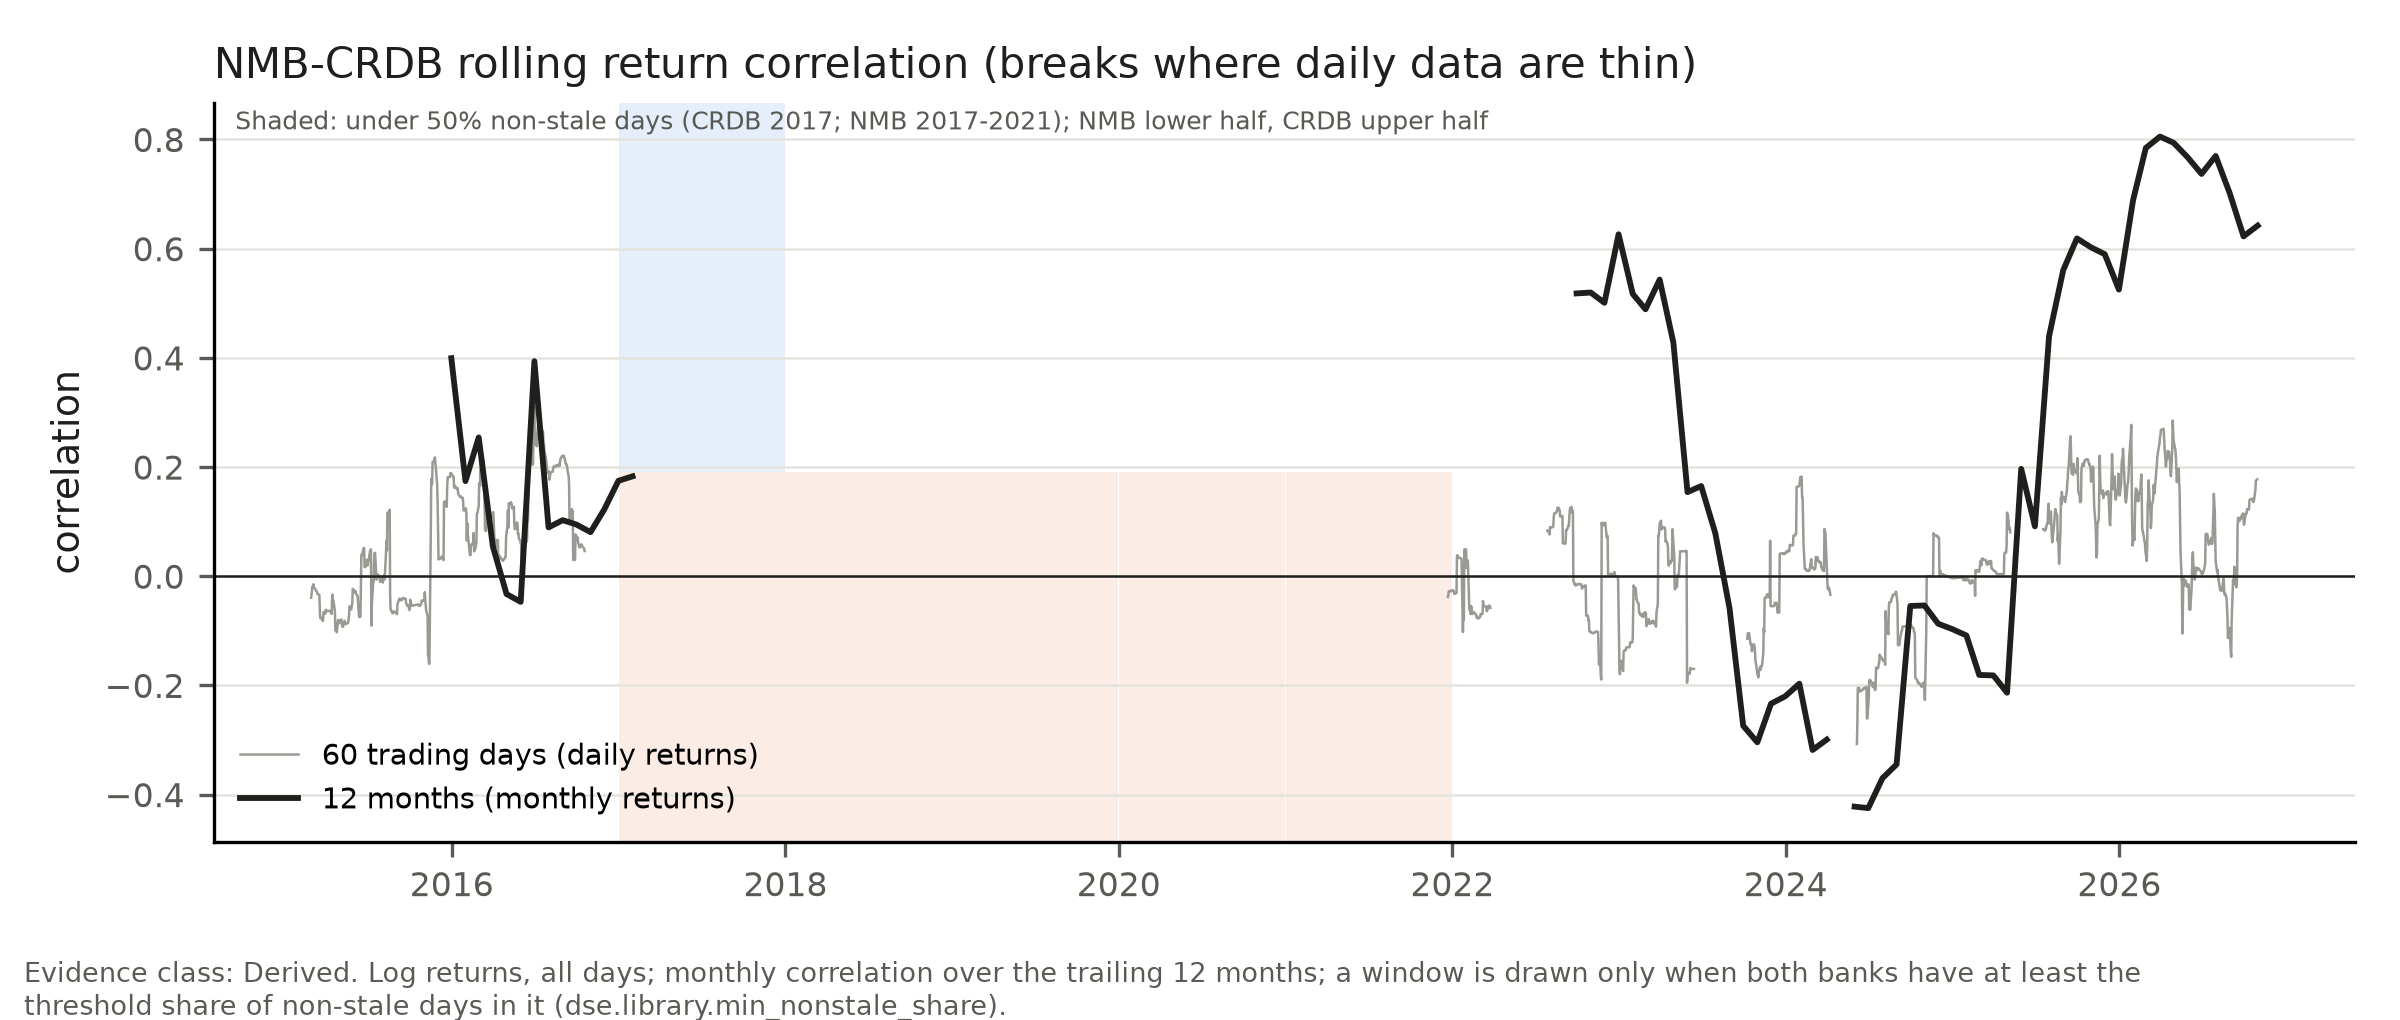 NMB-CRDB rolling return correlation (breaks where daily data are thin)
Shaded: under 50% non-stale days (CRDB 2017; NMB 2017-2021); NMB lower half, CRDB upper half
correlation
0.8
0.6
0.4
0.2
0.0
−0.2
−0.4
60 trading days (daily returns)
12 months (monthly returns)
2016 2018 2020 2022 2024 2026
Evidence class: Derived. Log returns, all days; monthly correlation over the trailing 12 months; a window is drawn only when both banks have at least the
threshold share of non-stale days in it (dse.library.min_nonstale_share).